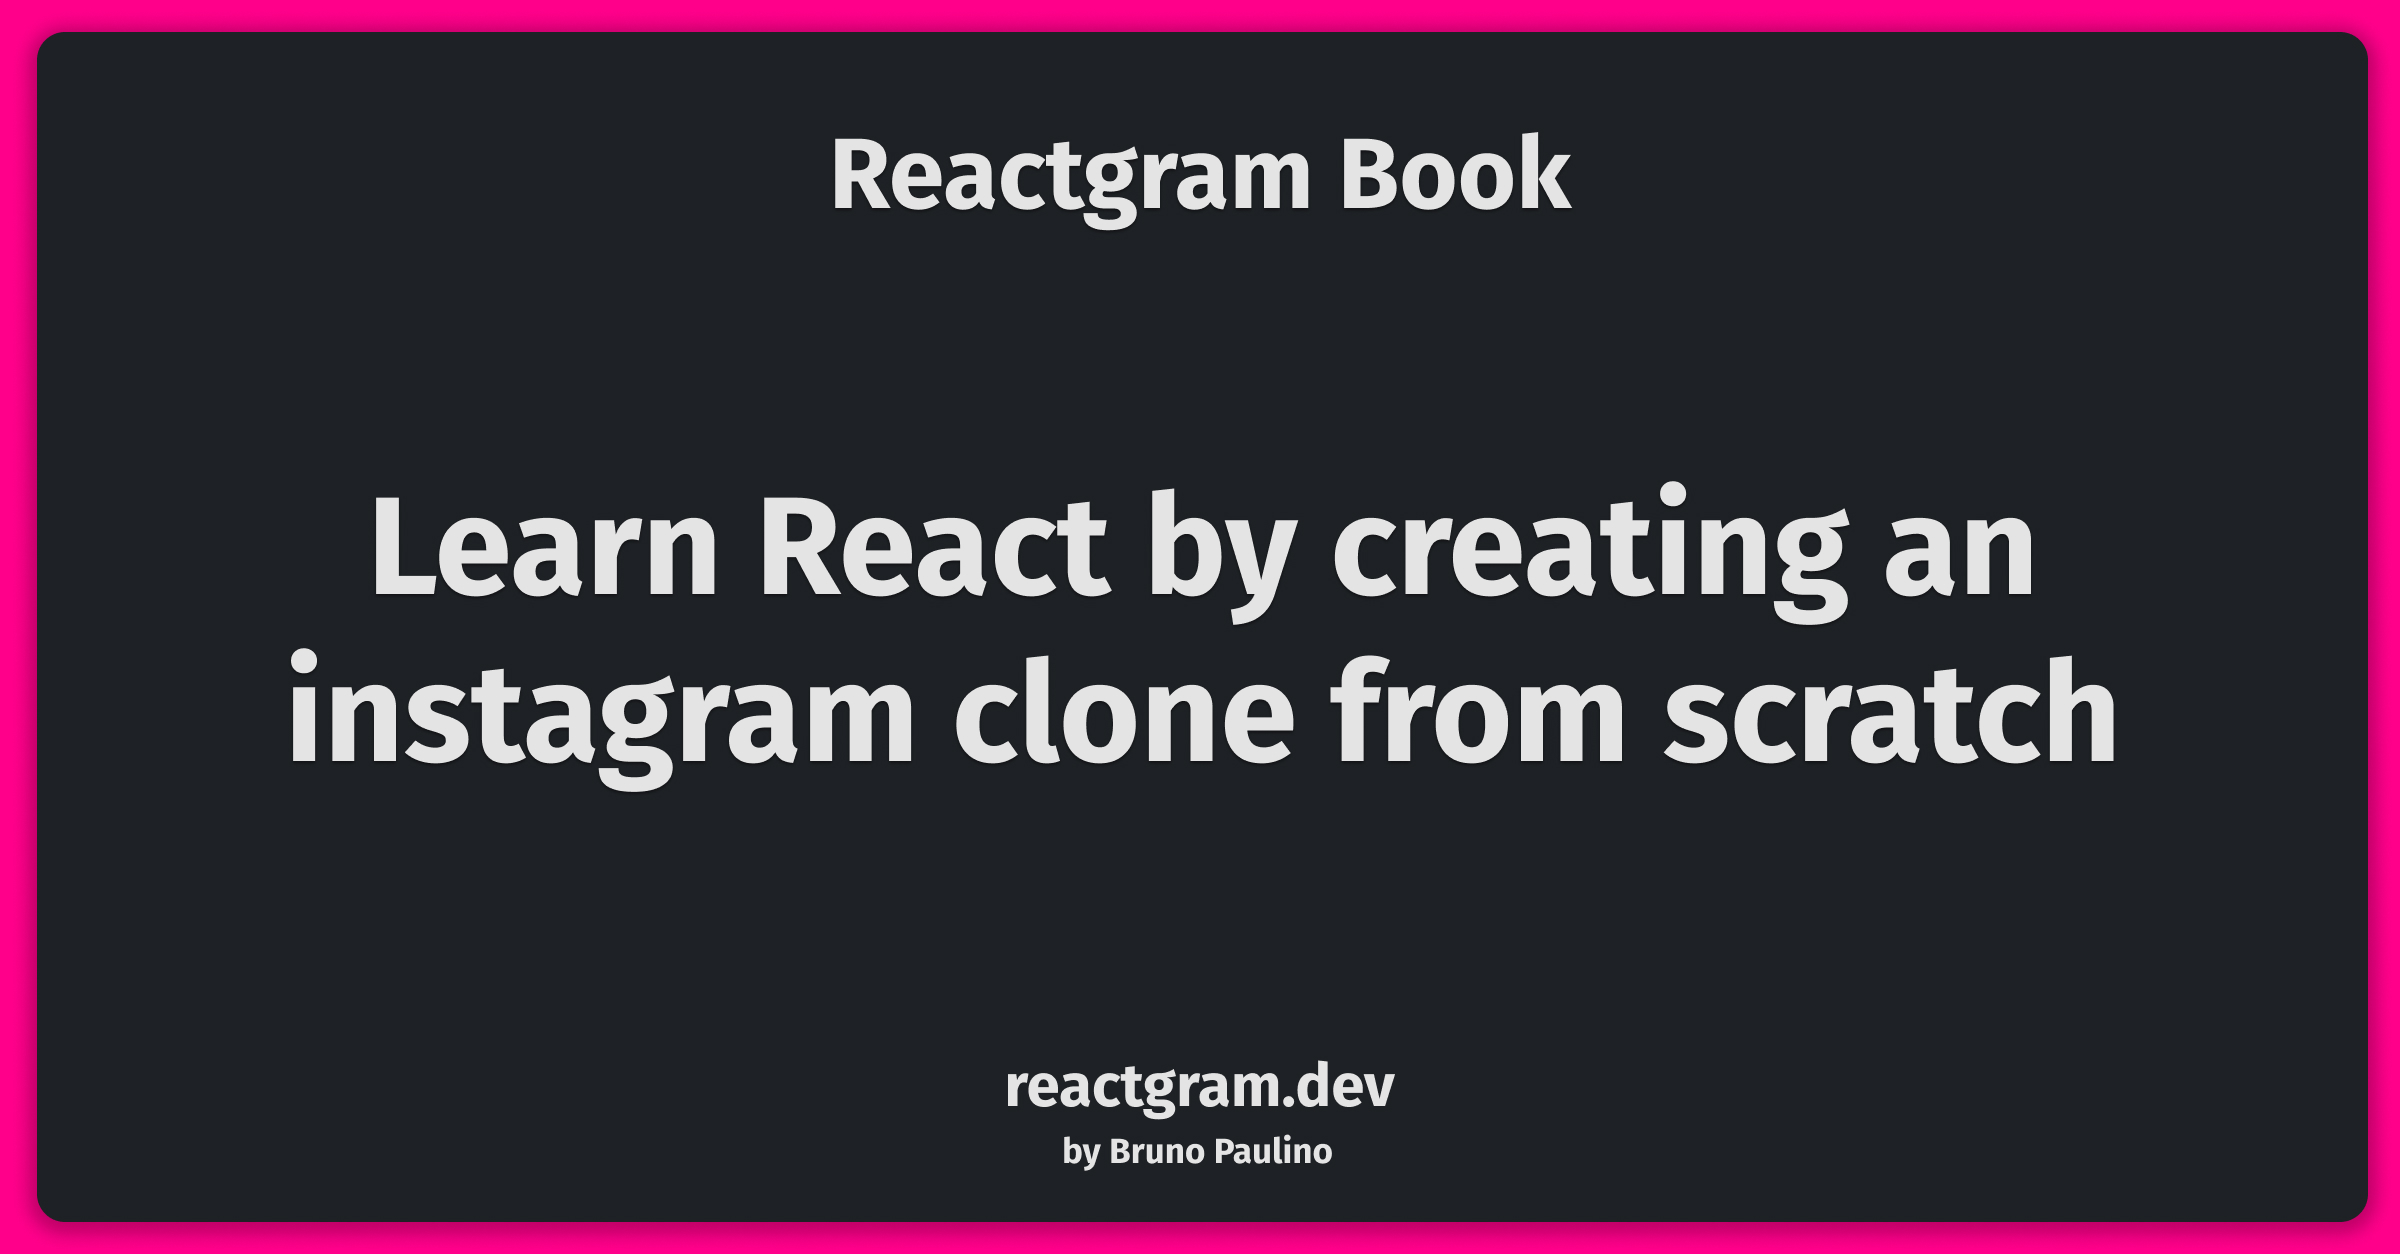 Reactgram Book
Learn React by creating an
instagram clone from scratch
reactgram.dev
by Bruno Paulino